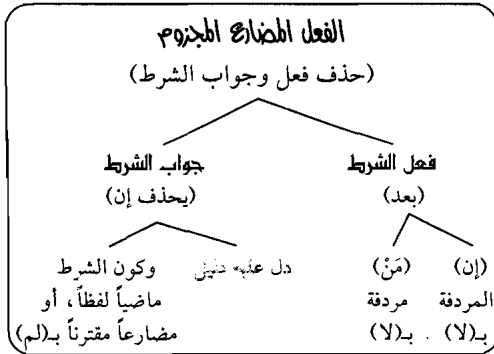 الفعل المضارع المجزوم
(حذف فعل وجواب الشرط)
فعل الشرط
(بعد)
(إن)
المردفة
بـ(لا)
(مَنْ)
مردفة
بـ(لا)
جواب الشرط
(يحذف إن)
دل عليه دليل
وكون الشرط
ماضياً لفظاً، أو
مضارعاً مقترناً بـ(لم)